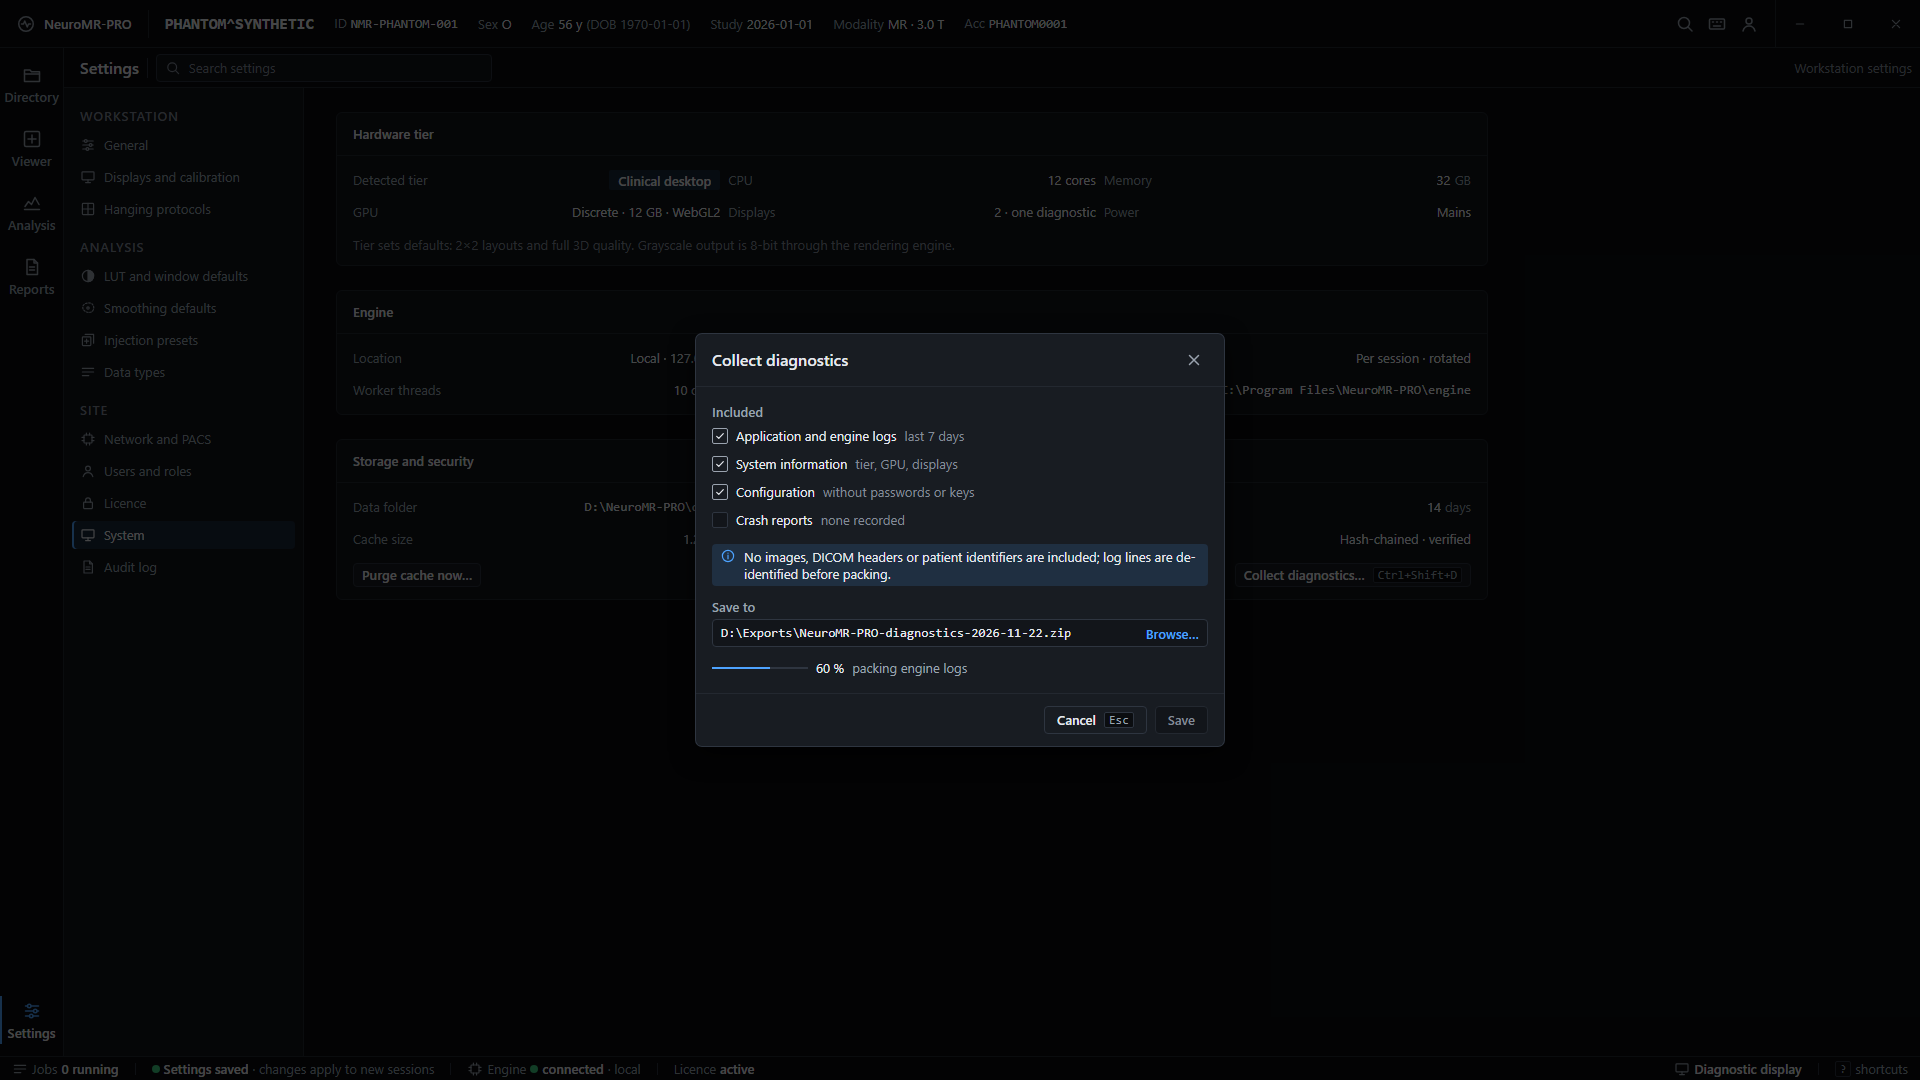 NeuroMR-PRO PHANTOM^SYNTHETIC ID NMR-PHANTOM-001 Sex O Age 56 y (DOB 1970-01-01) Study 2026-01-01 Modality MR · 3.0 T Acc PHANTOM0001
Settings Search settings Workstation settings
Directory
Viewer
Analysis
Reports
Settings
WORKSTATION
General
Displays and calibration
Hanging protocols
ANALYSIS
LUT and window defaults
Smoothing defaults
Injection presets
Data types
SITE
Network and PACS
Users and roles
Licence
System
Audit log
Hardware tier
Detected tier Clinical desktop CPU 12 cores Memory 32 GB
GPU Discrete · 12 GB · WebGL2 Displays 2 · one diagnostic Power Mains
Tier sets defaults: 2×2 layouts and full 3D quality. Grayscale output is 8-bit through the rendering engine.
Engine
Location Local · 127. Per session · rotated
Worker threads 10 :\Program Files\NeuroMR-PRO\engine
Storage and security
Data folder D:\NeuroMR-PRO\ 14 days
Cache size 1. Hash-chained · verified
Purge cache now... Collect diagnostics... Ctrl+Shift+D
Collect diagnostics
Included
Application and engine logs last 7 days
System information tier, GPU, displays
Configuration without passwords or keys
Crash reports none recorded
No images, DICOM headers or patient identifiers are included; log lines are de-
identified before packing.
Save to
D:\Exports\NeuroMR-PRO-diagnostics-2026-11-22.zip Browse...
60 % packing engine logs
Cancel Esc Save
Jobs 0 running Settings saved · changes apply to new sessions Engine connected · local Licence active Diagnostic display ? shortcuts